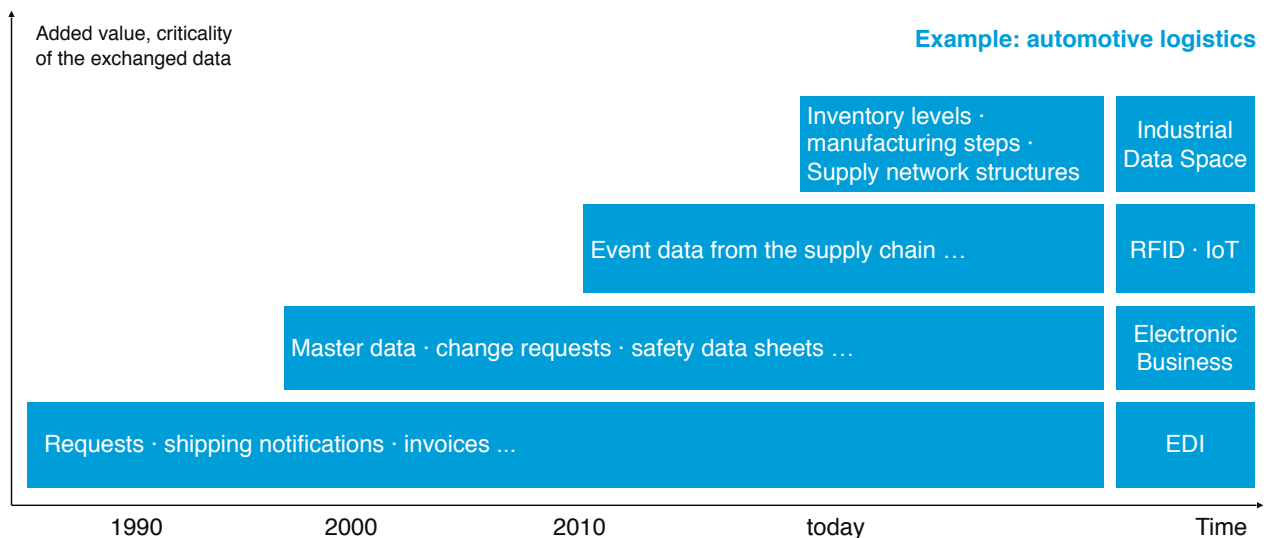 Added value, criticality
of the exchanged data
Example: automotive logistics
Inventory levels ·
manufacturing steps ·
Supply network structures
Industrial
Data Space
Event data from the supply chain …
RFID · IoT
Master data · change requests · safety data sheets …
Electronic
Business
Requests · shipping notifications · invoices ...
EDI
1990
2000
2010
today
Time